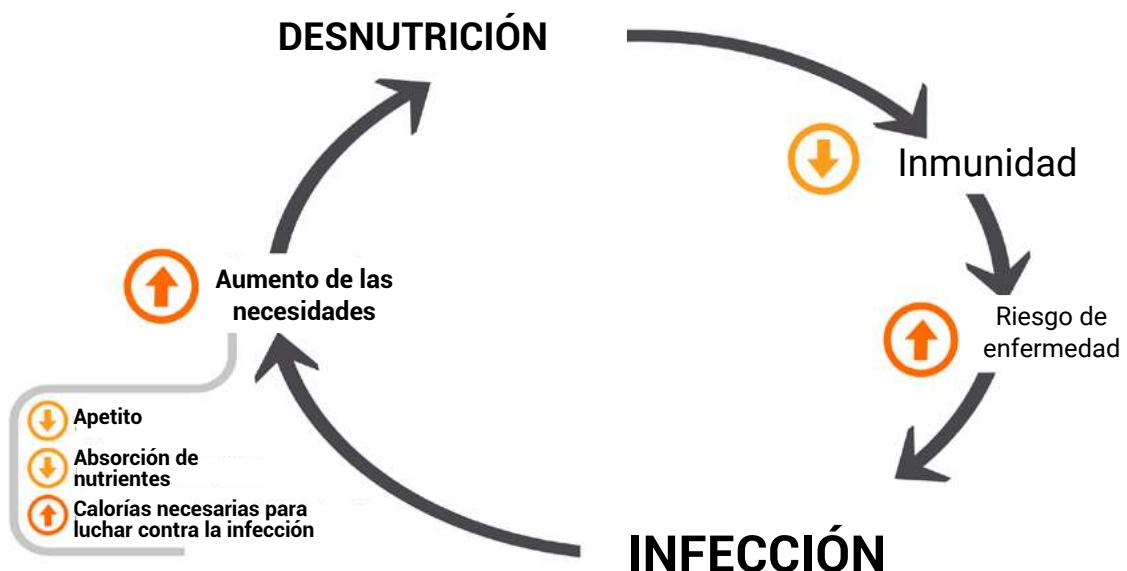 DESNUTRICIÓN
Inmunidad
Riesgo de
enfermedad
INFECCIÓN
Aumento de las
necesidades
Apetito
Absorción de
nutrientes
Calorías necesarias para
luchar contra la infección